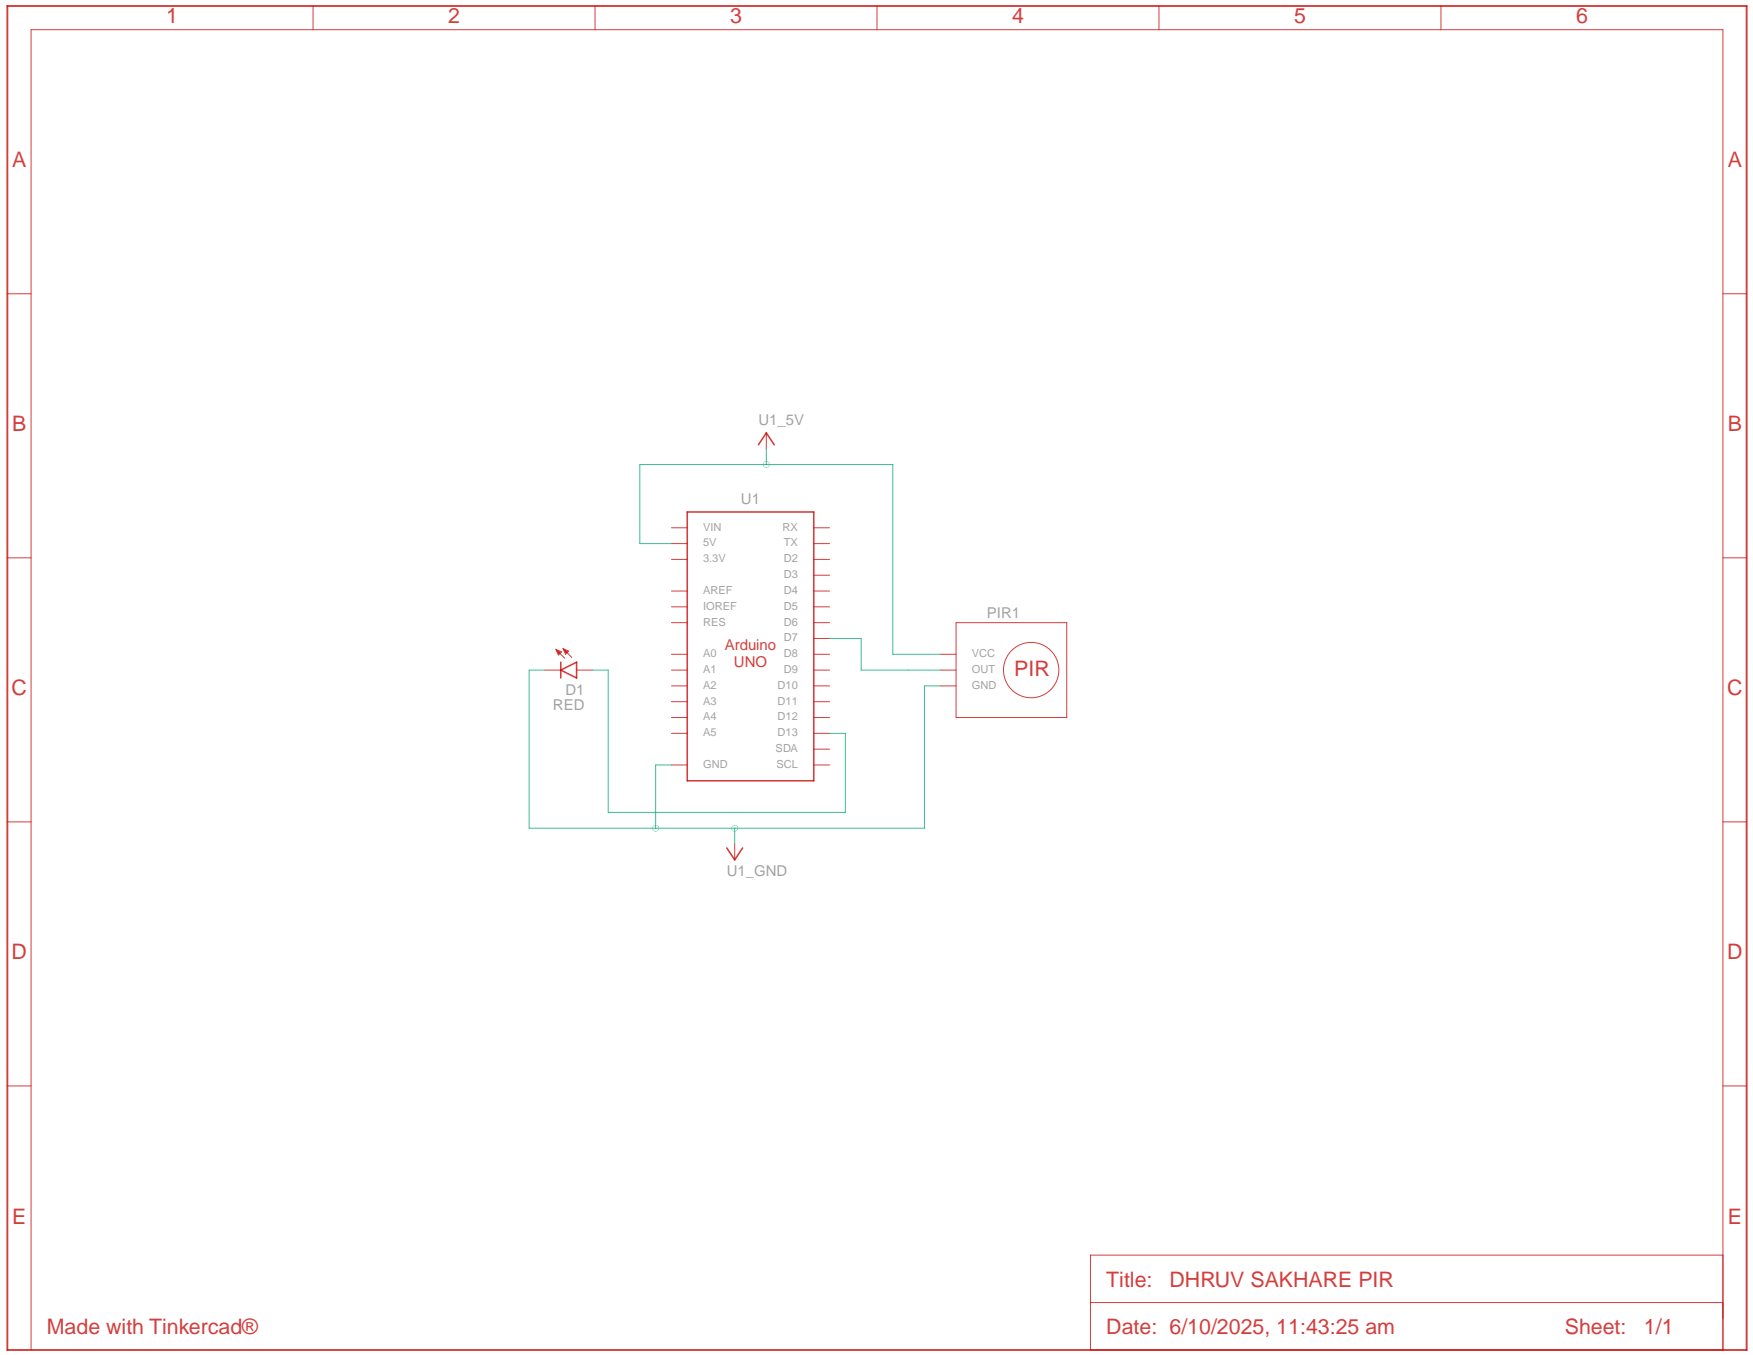 1 2 3 4 5 6
A A
B B
U1_5V
U1
VIN RX
5V TX
3.3V D2
D3
AREF D4
IOREF D5
RES D6
D7
Arduino
UNO
A0 D8
A1 D9
A2 D10
A3 D11
A4 D12
A5 D13
SDA
GND SCL
PIR1
VCC
OUT
GND
PIR
D1
RED
C C
U1_GND
D D
E E
Title: DHRUV SAKHARE PIR
Made with Tinkercad®
Date: 6/10/2025, 11:43:25 am Sheet: 1/1